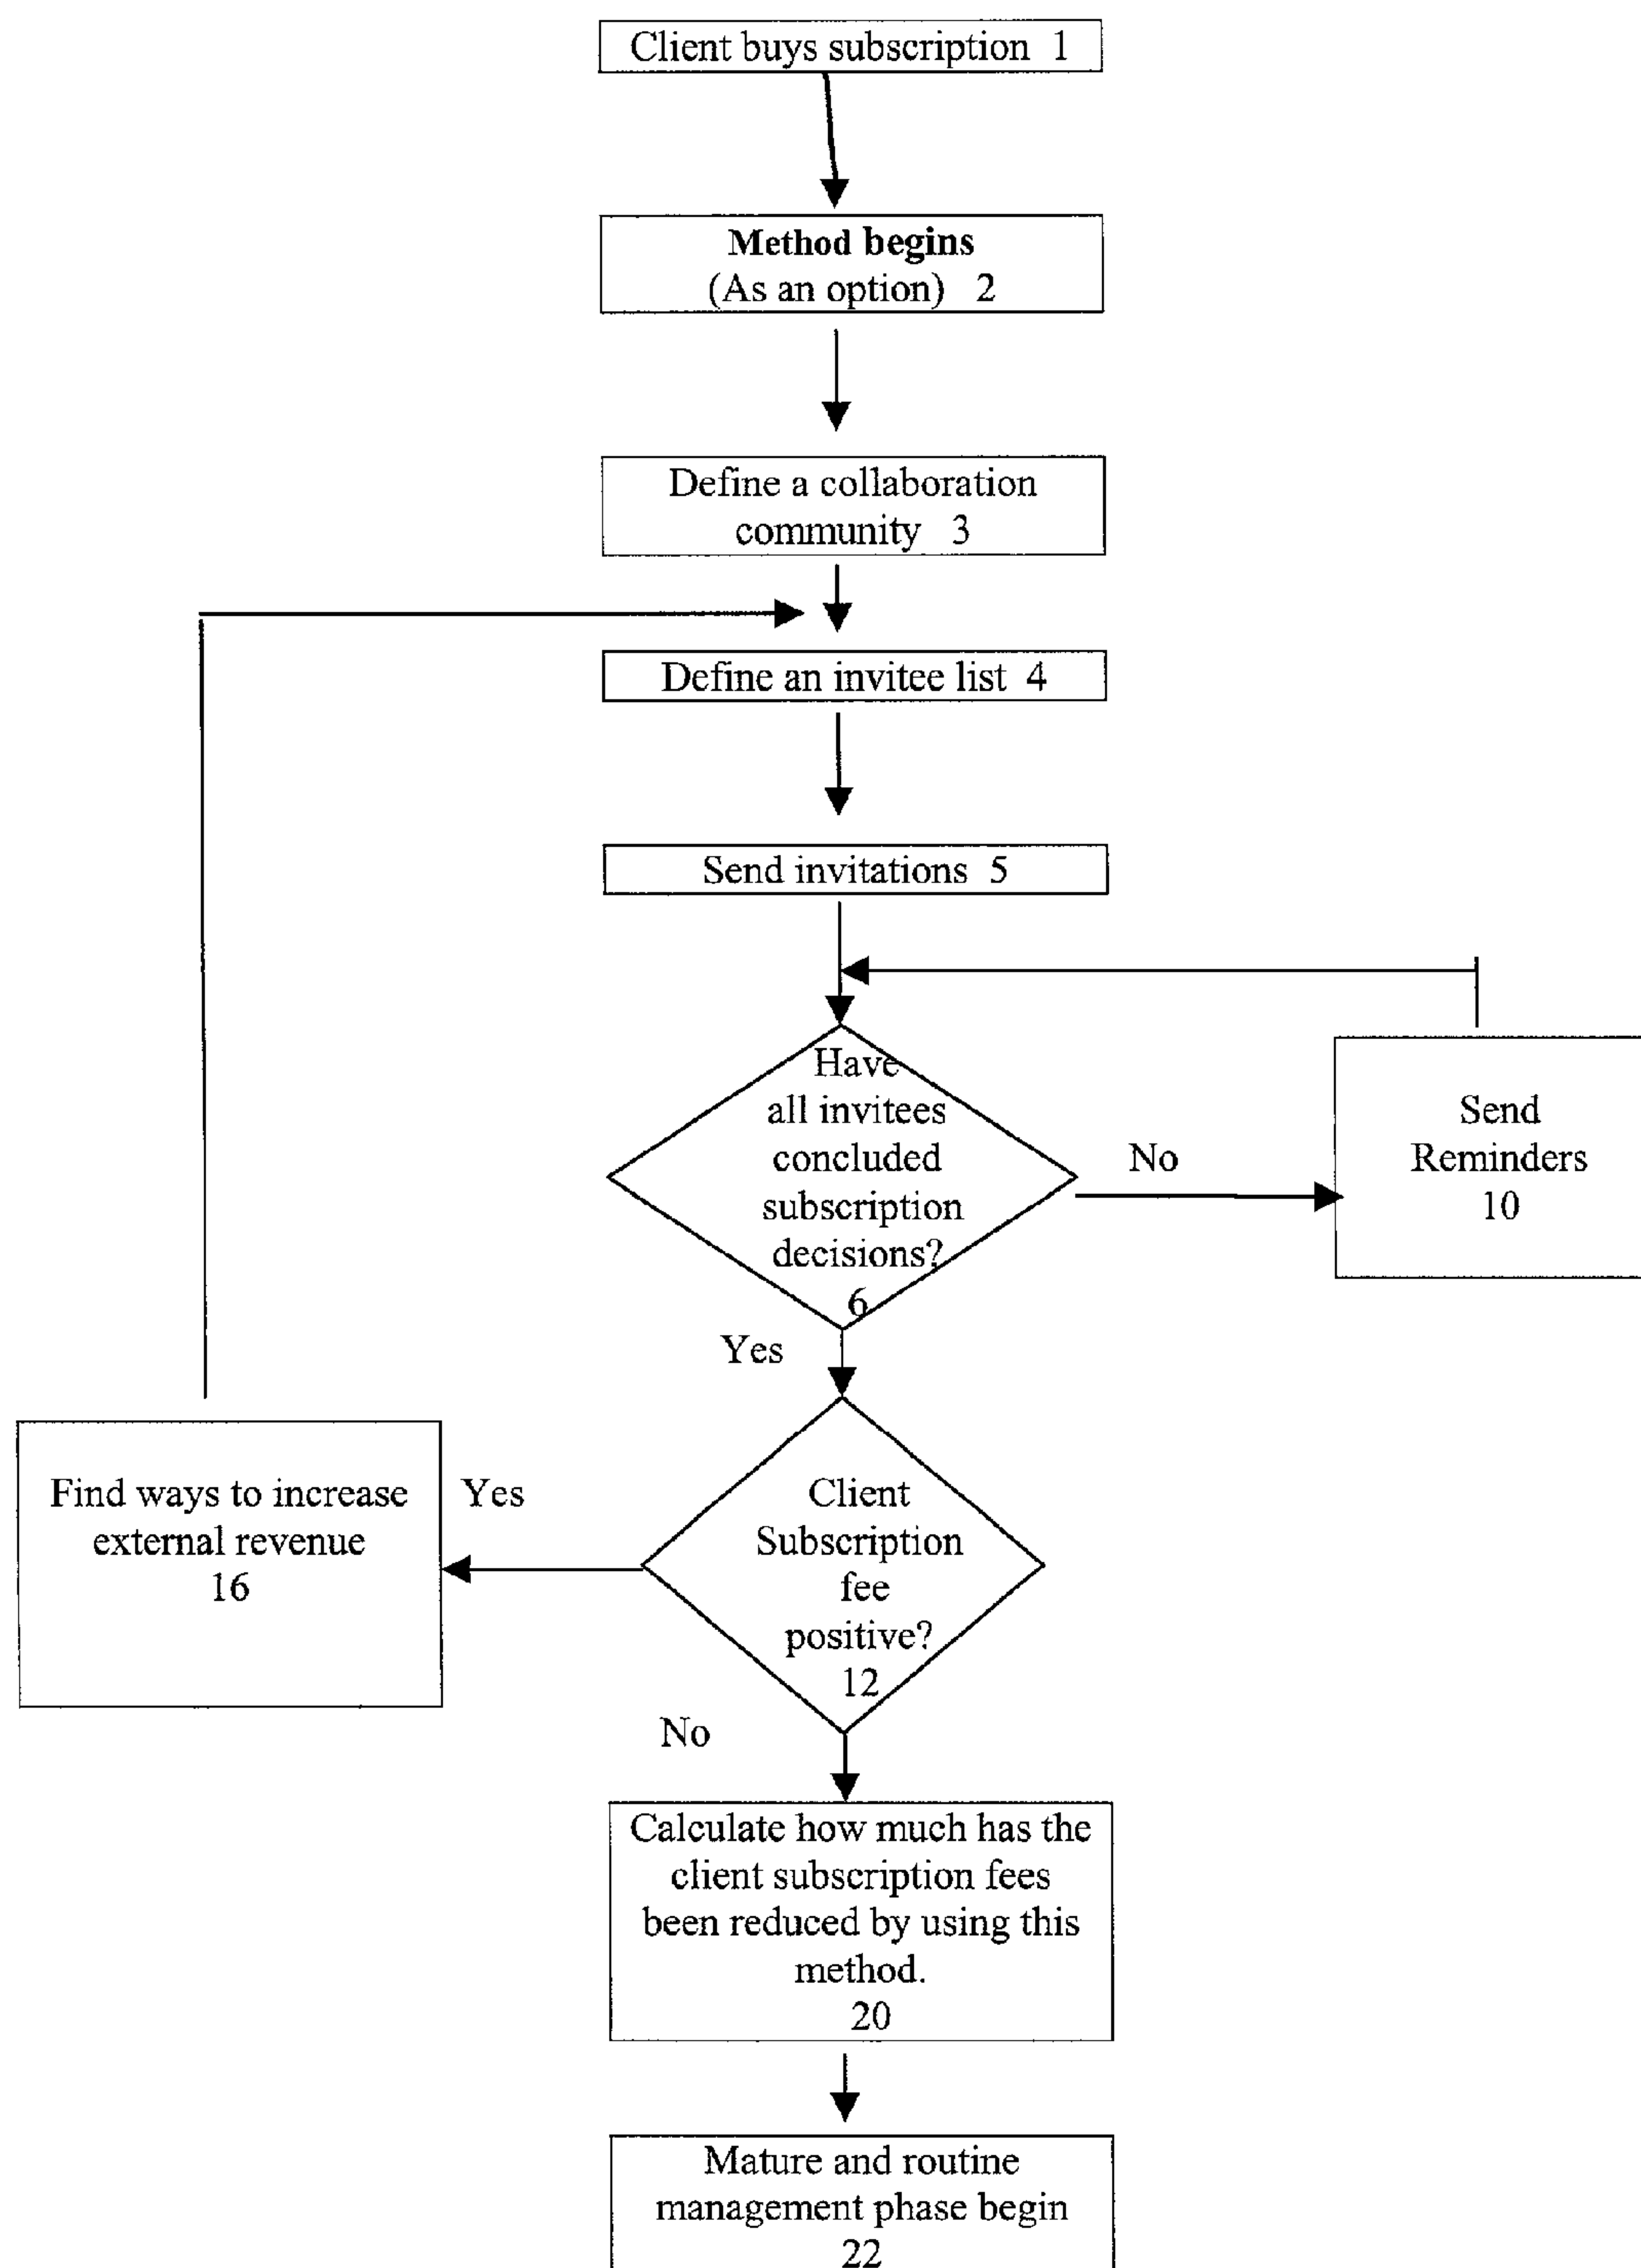 Client buys subscription 1
Method begins
(As an option) 2
Define a collaboration
community 3
Define an invitee list 4
Send invitations 5
Have
all invitees
concluded
subscription
decisions?
6
No
Send
Reminders
10
Yes
Client
Subscription
fee
positive?
12
Yes
Find ways to increase
external revenue
16
No
Calculate how much has the
client subscription fees
been reduced by using this
method.
20
Mature and routine
management phase begin
22